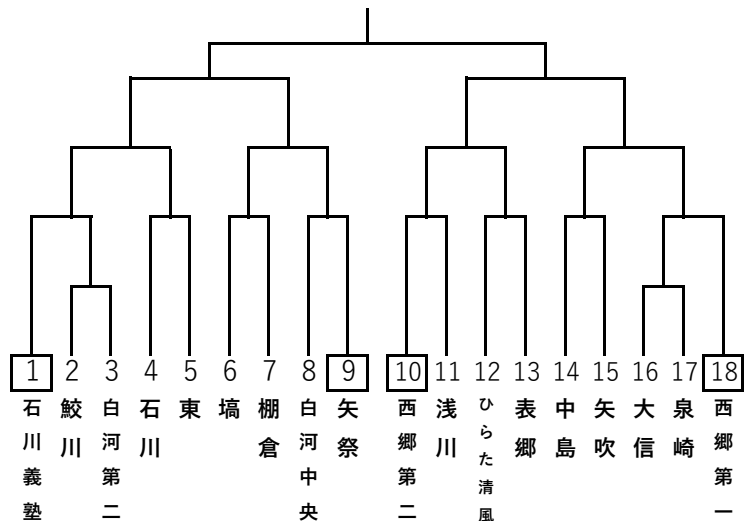 1
2
3
4
5
6
7
8
9
10
11
12
13
14
15
16
17
18
石川義塾
鮫川
白河第二
石川
東
塙
棚倉
白河中央
矢祭
西郷第二
浅川
ひらた清風
表郷
中島
矢吹
大信
泉崎
西郷第一